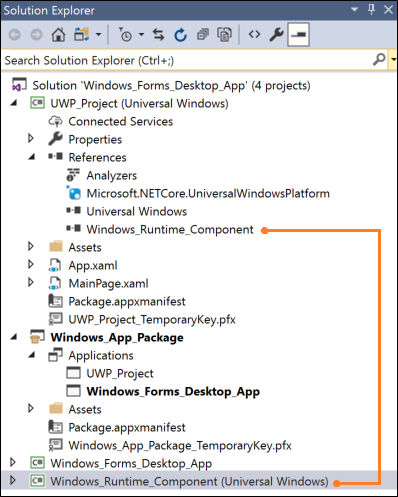 Solution Explorer
Search Solution Explorer (Ctrl+;)
Solution 'Windows_Forms_Desktop_App' (4 projects)
UWP_Project (Universal Windows)
Connected Services
Properties
References
Analyzers
Microsoft.NETCore.UniversalWindowsPlatform
Universal Windows
Windows_Runtime_Component
Assets
App.xaml
MainPage.xaml
Package.appxmanifest
UWP_Project_TemporaryKey.pfx
Windows_App_Package
Applications
UWP_Project
Windows_Forms_Desktop_App
Assets
Package.appxmanifest
Windows_App_Package_TemporaryKey.pfx
Windows_Forms_Desktop_App
Windows_Runtime_Component (Universal Windows)